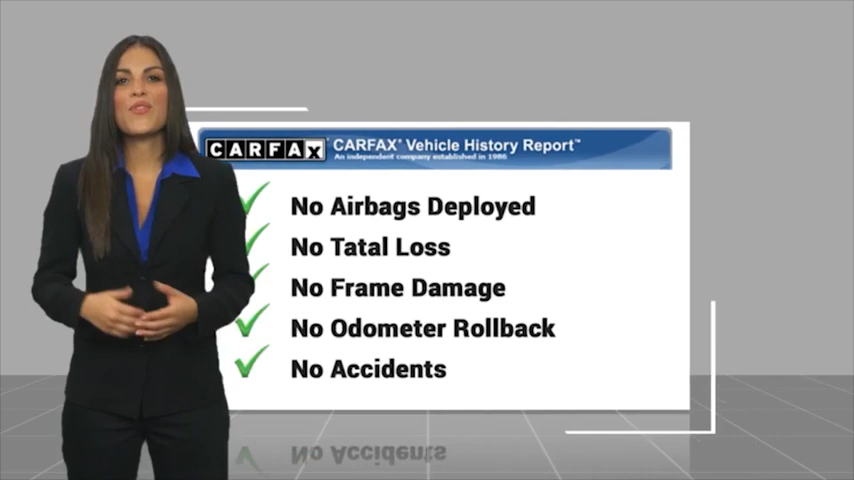 CARFAX CARFAX® Vehicle History Report™
An independent company established in 1986
No Airbags Deployed
No Tatal Loss
No Frame Damage
No Odometer Rollback
No Accidents
No Accidents